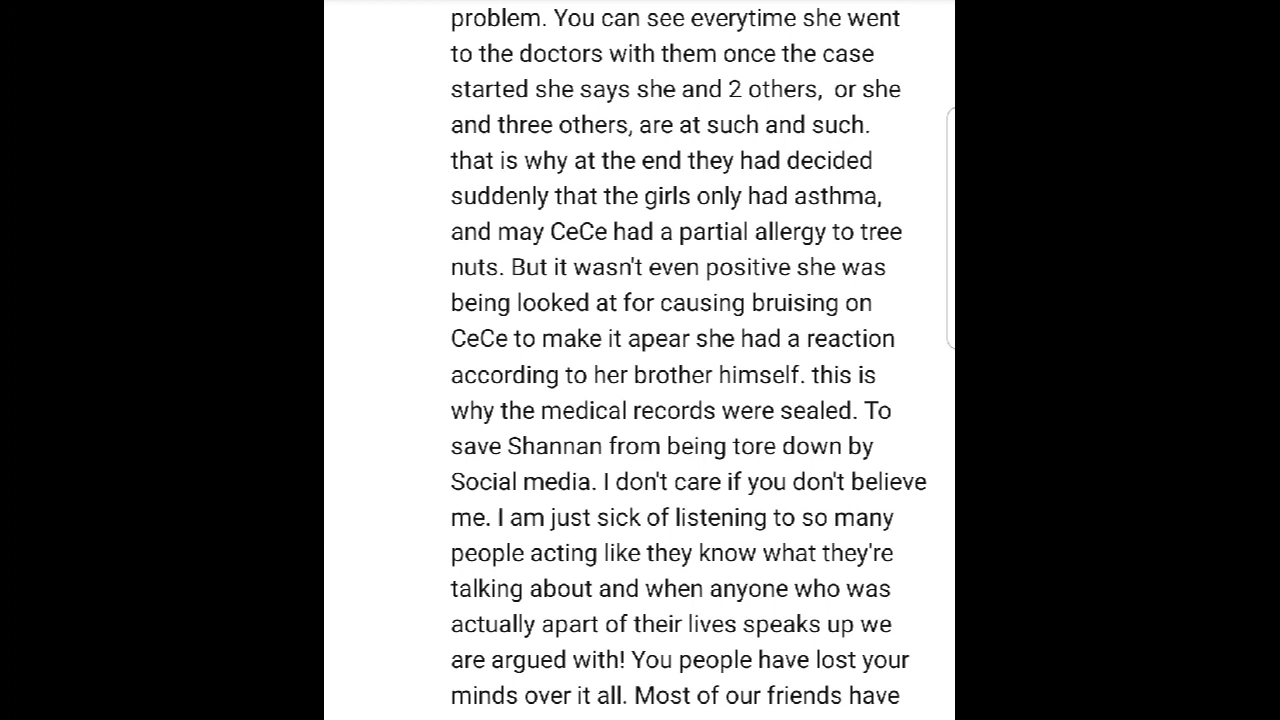 problem. You can see everytime she went
to the doctors with them once the case
started she says she and 2 others,  or she
and three others, are at such and such.
that is why at the end they had decided
suddenly that the girls only had asthma,
and may CeCe had a partial allergy to tree
nuts. But it wasn't even positive she was
being looked at for causing bruising on
CeCe to make it apear she had a reaction
according to her brother himself. this is
why the medical records were sealed. To
save Shannan from being tore down by
Social media. I don't care if you don't believe
me. I am just sick of listening to so many
people acting like they know what they're
talking about and when anyone who was
actually apart of their lives speaks up we
are argued with! You people have lost your
minds over it all. Most of our friends have